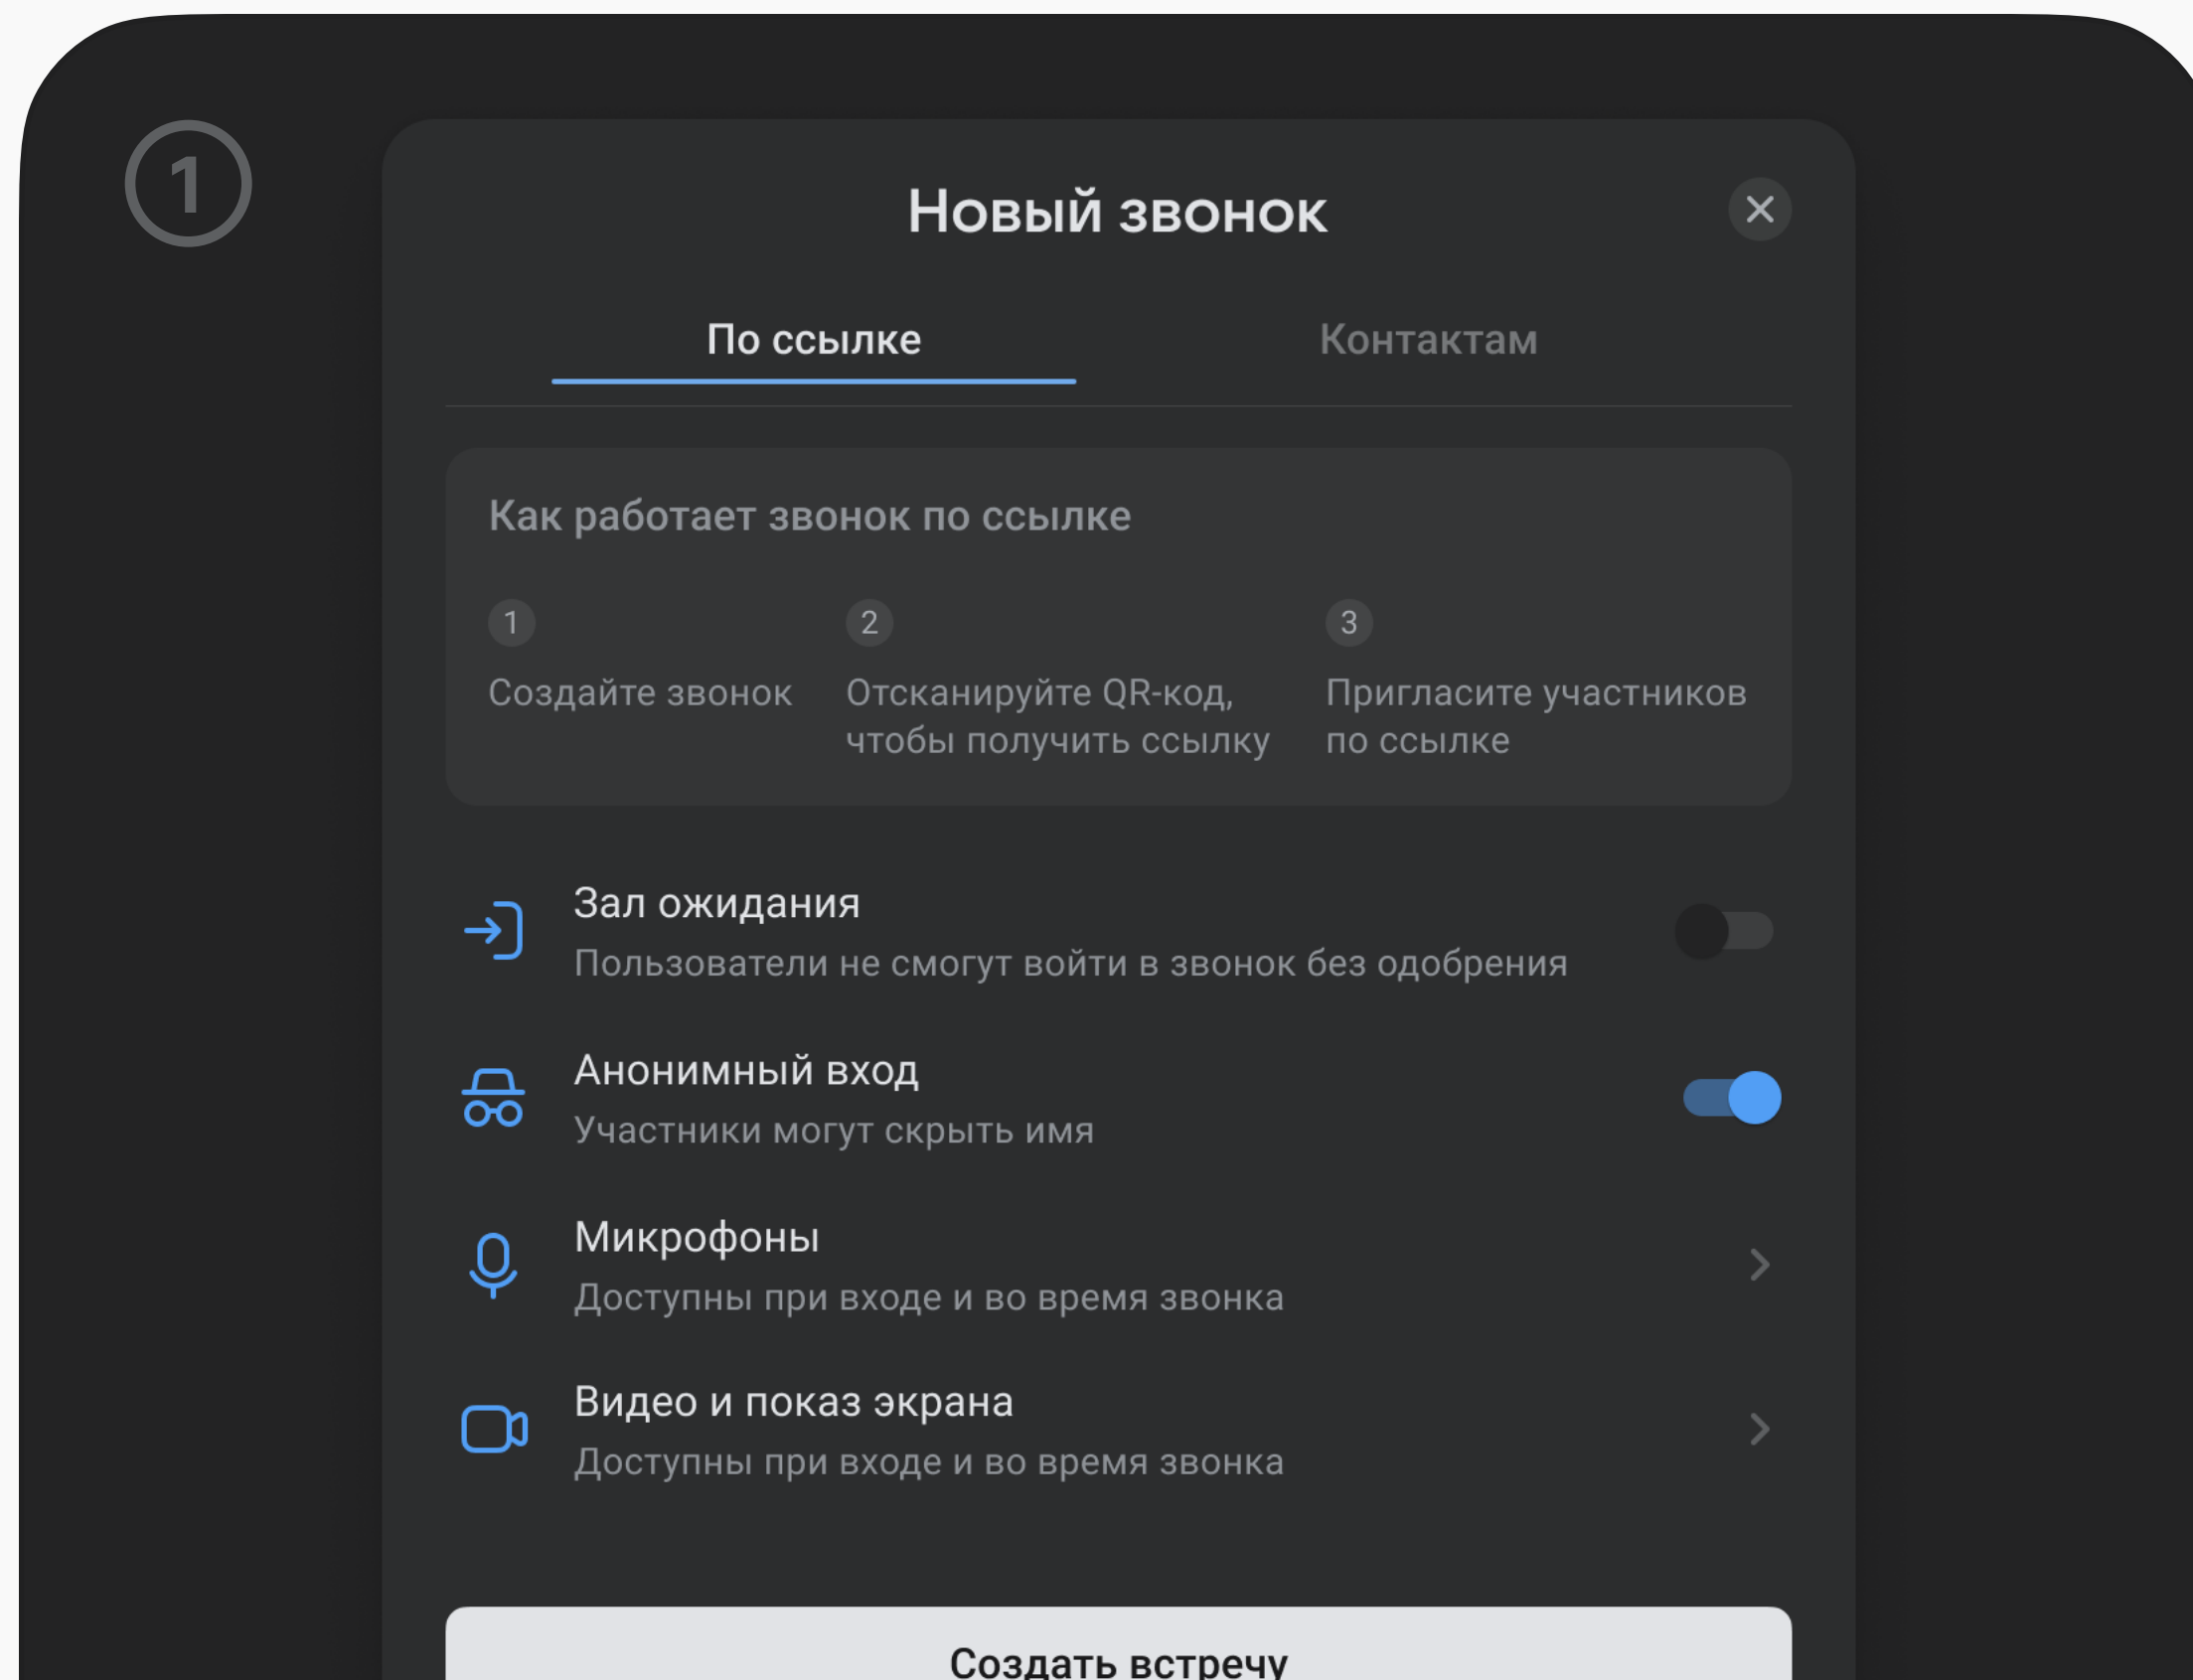 1
Новый звонок
По ссылке
Контактам
Как работает звонок по ссылке
1
Создайте звонок
2
Отсканируйте QR-код,
чтобы получить ссылку
3
Пригласите участников
по ссылке
Зал ожидания
Пользователи не смогут войти в звонок без одобрения
Анонимный вход
Участники могут скрыть имя
Микрофоны
Доступны при входе и во время звонка
Видео и показ экрана
Доступны при входе и во время звонка
Создать встречу